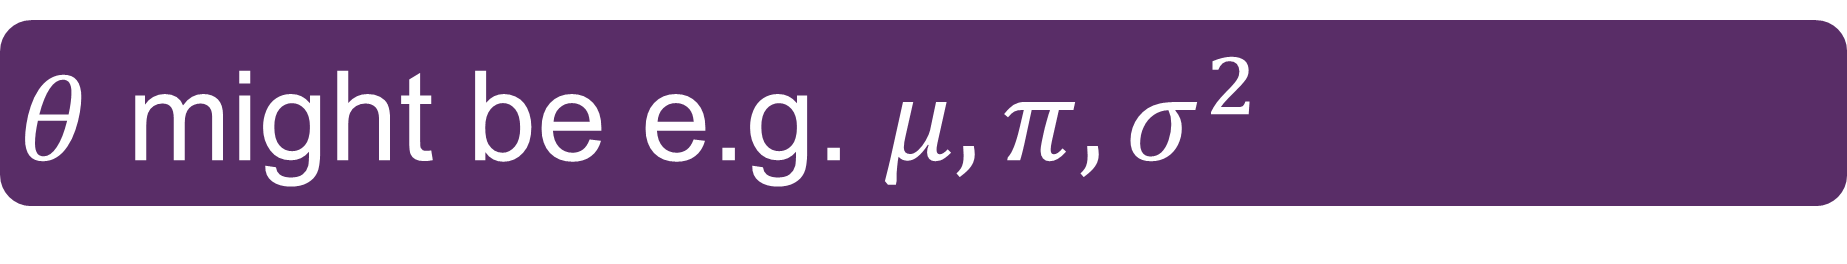 θ might be e.g. μ, π, σ²